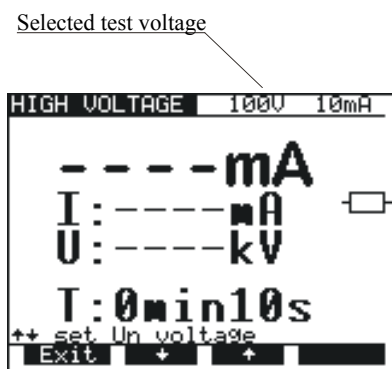 Selected test voltage
HIGH VOLTAGE 100V 10mA
----mA
I:----mA
U:----kV
T:0min10s
↑↓ set Un voltage
Exit ↓ ↑